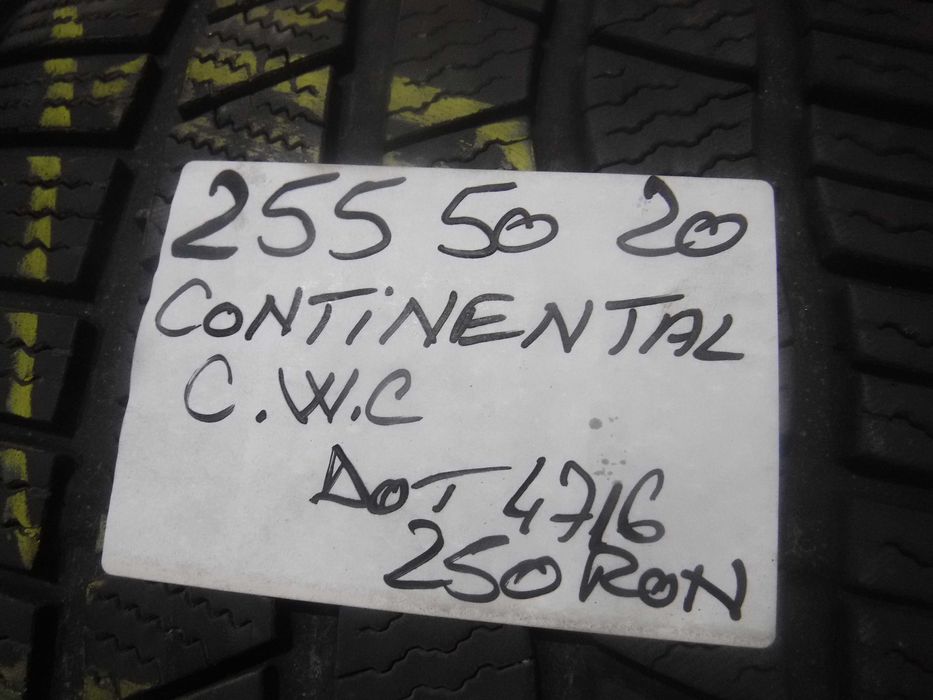 255 50 20
CONTiNENTAL
C.W.C
DOT 4716
250 RON